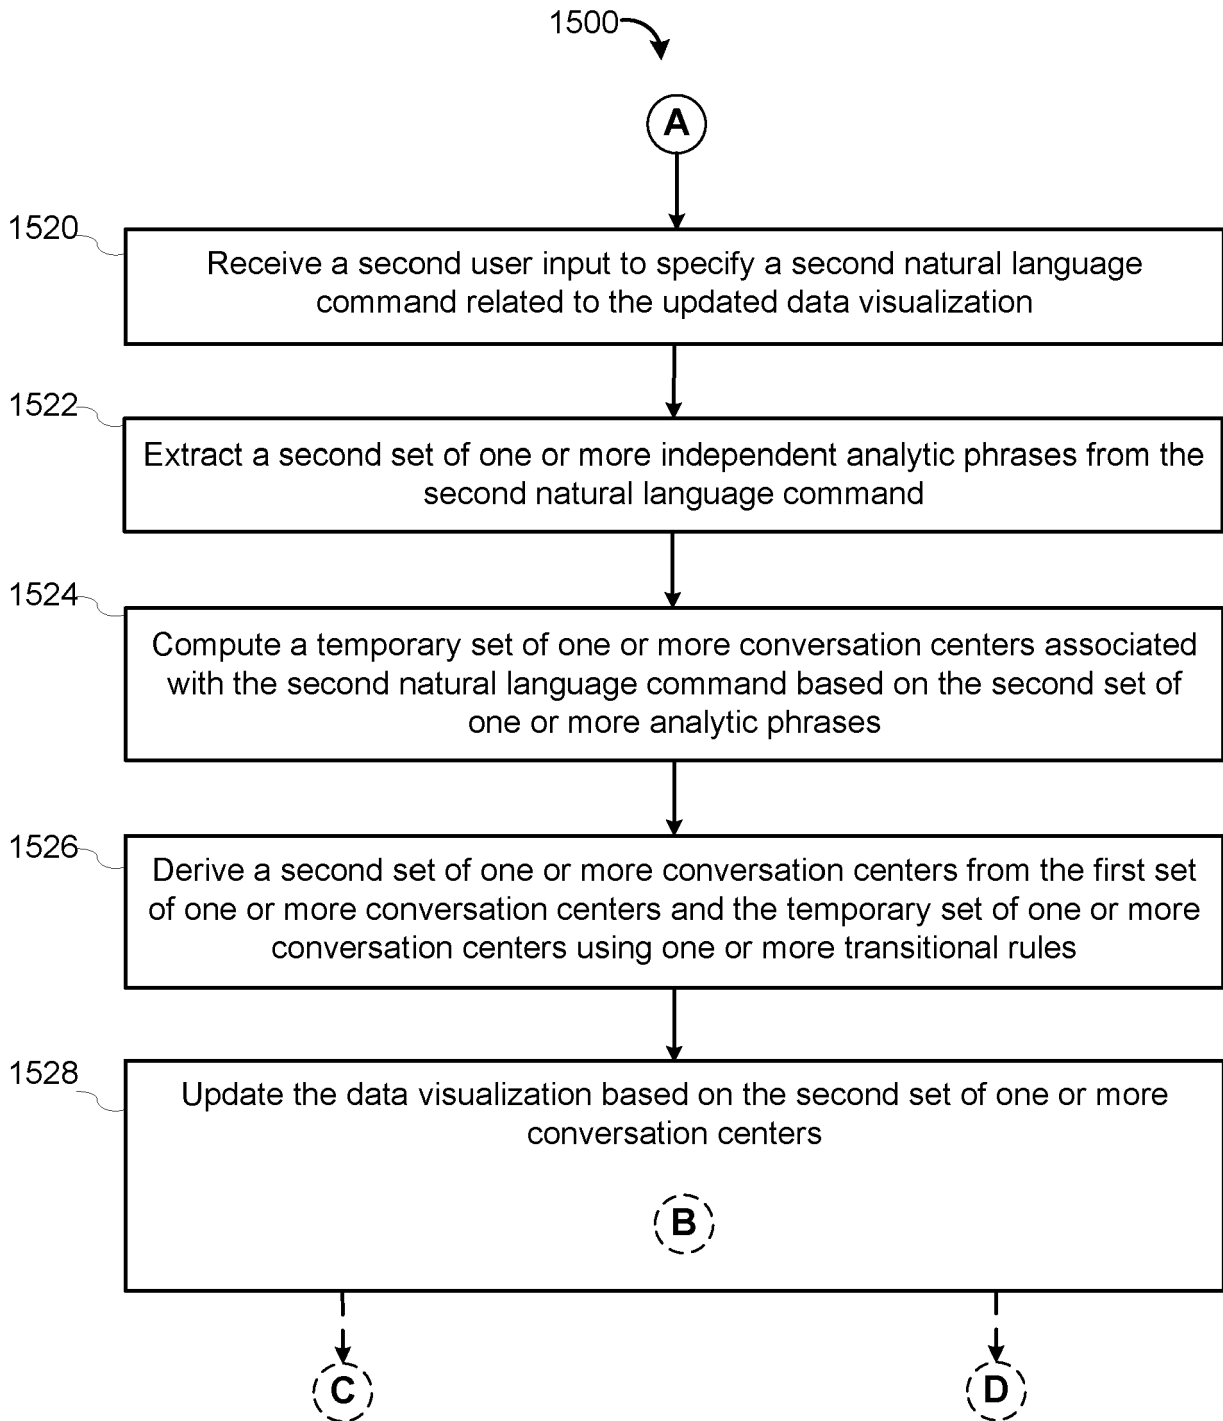 1500
A
1520
Receive a second user input to specify a second natural language
command related to the updated data visualization
1522
Extract a second set of one or more independent analytic phrases from the
second natural language command
1524
Compute a temporary set of one or more conversation centers associated
with the second natural language command based on the second set of
one or more analytic phrases
1526
Derive a second set of one or more conversation centers from the first set
of one or more conversation centers and the temporary set of one or more
conversation centers using one or more transitional rules
1528
Update the data visualization based on the second set of one or more
conversation centers
B
C
D